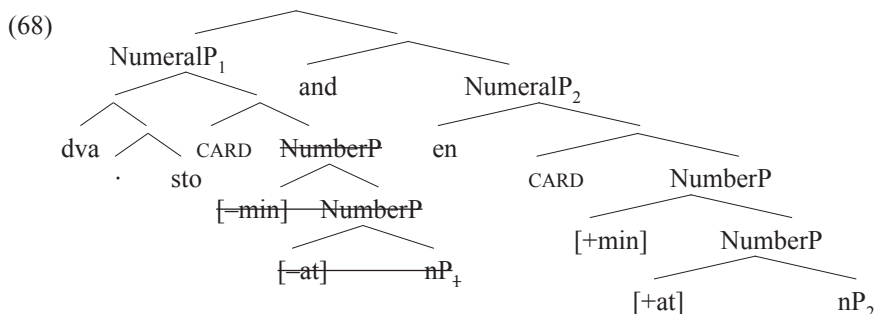 (68)
NumeralP₁
and
NumeralP₂
dva
·
sto
CARD
NumberP
en
CARD
NumberP
[–min]
NumberP
[+min]
NumberP
[–at]
nP₁
[+at]
nP₂